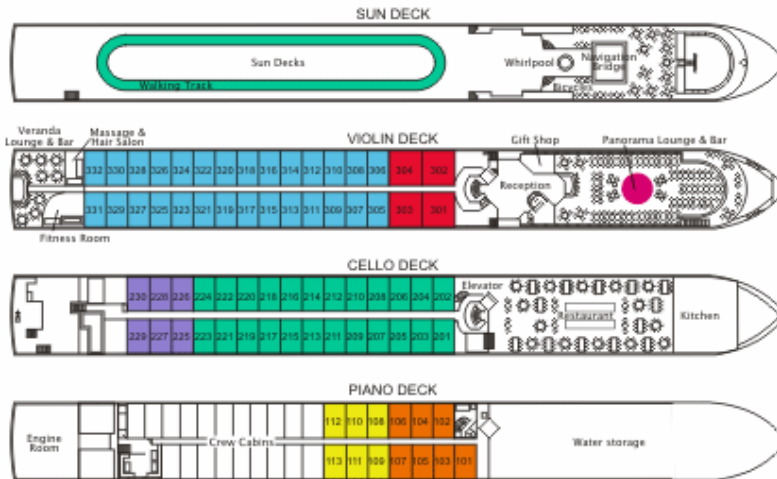 SUN DECK
Sun Decks
Walking Track
Whirlpool
Navigation
Bridge
Bicycles
VIOLIN DECK
Veranda
Lounge & Bar
Massage &
Hair Salon
Gift Shop
Panorama Lounge & Bar
332 330 328 326 324 322 320 318 316 314 312 310 308 306 304 302
Reception
331 329 327 325 323 321 319 317 315 313 311 309 307 305 303 301
Fitness Room
CELLO DECK
230 228 226 224 222 220 218 216 214 212 210 208 206 204 202
Elevator
Restaurant
Kitchen
229 227 225 223 221 219 217 215 213 211 209 207 205 203 201
PIANO DECK
112 110 108 106 104 102
Engine
Room
Crew Cabins
Water storage
113 111 109 107 105 103 101